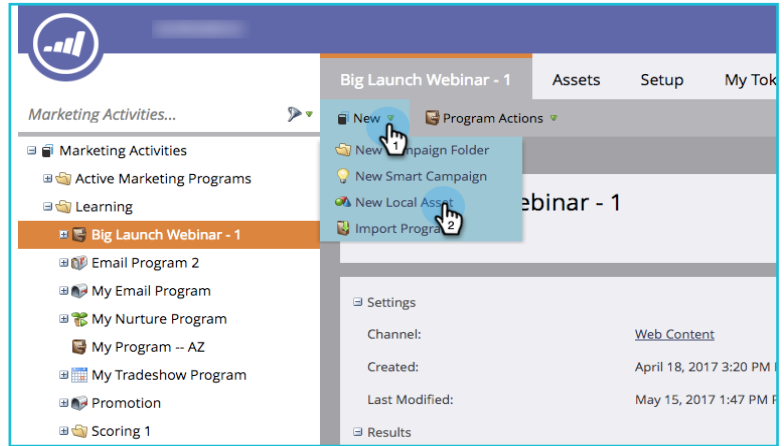 Big Launch Webinar - 1 Assets Setup My Tok
Marketing Activities...
New Program Actions
1
New Campaign Folder
New Smart Campaign
New Local Asset
2
Import Progra
ebinar - 1
Marketing Activities
Active Marketing Programs
Learning
Big Launch Webinar - 1
Email Program 2
My Email Program
My Nurture Program
My Program -- AZ
My Tradeshow Program
Promotion
Scoring 1
Settings
Channel: Web Content
Created: April 18, 2017 3:20 PM
Last Modified: May 15, 2017 1:47 PM
Results